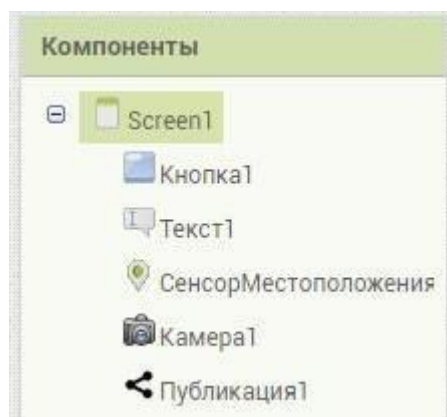 Компоненты
Screen1
Кнопка1
Текст1
СенсорМестоположения
Камера1
Публикация1